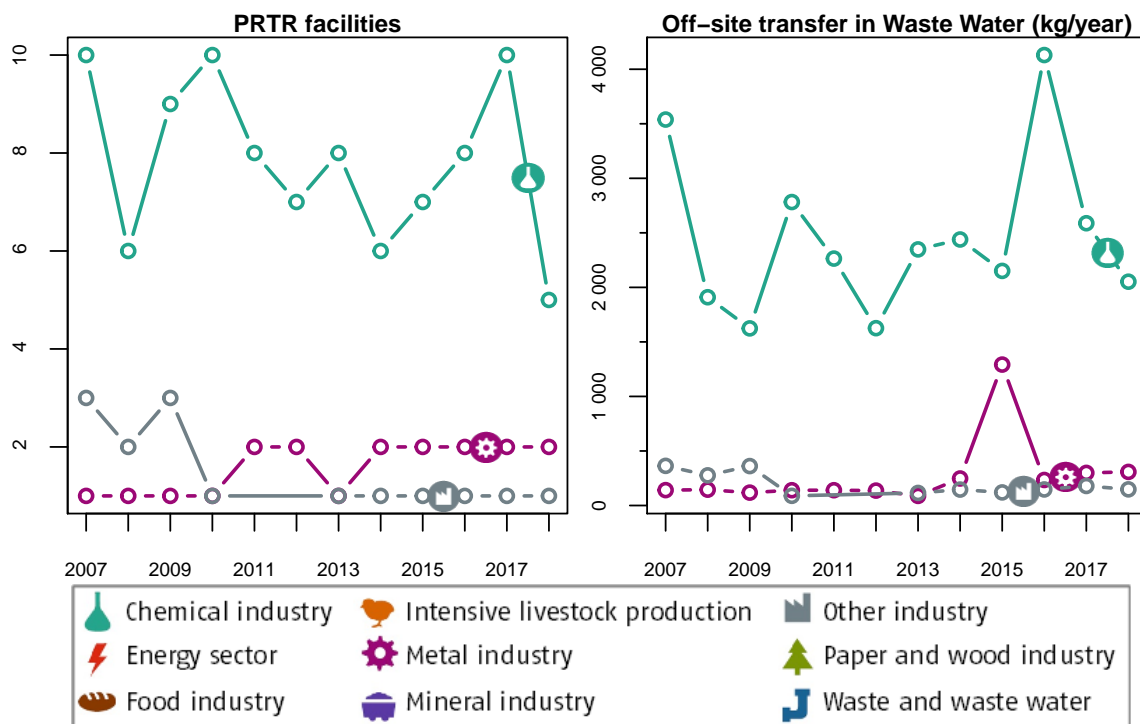 PRTR facilities
Off−site transfer in Waste Water (kg/year)
10
8
6
4
2
4 000
3 000
2 000
1 000
0
2007 2009 2011 2013 2015 2017
2007 2009 2011 2013 2015 2017
Chemical industry Intensive livestock production Other industry
Energy sector Metal industry Paper and wood industry
Food industry Mineral industry Waste and waste water